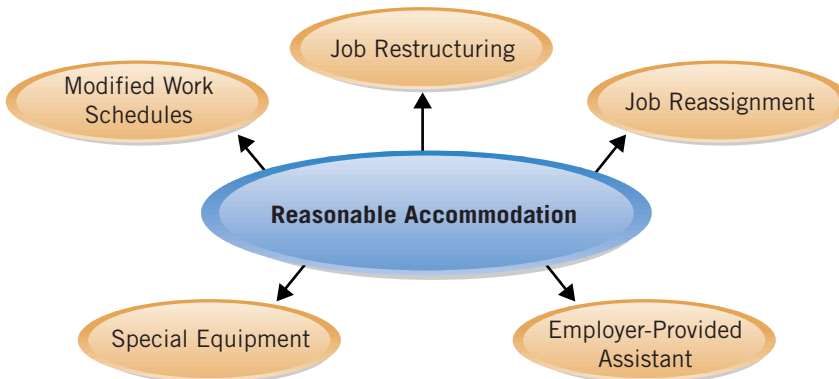 Job Restructuring
Modified Work
Schedules
Job Reassignment
Reasonable Accommodation
Special Equipment
Employer-Provided
Assistant